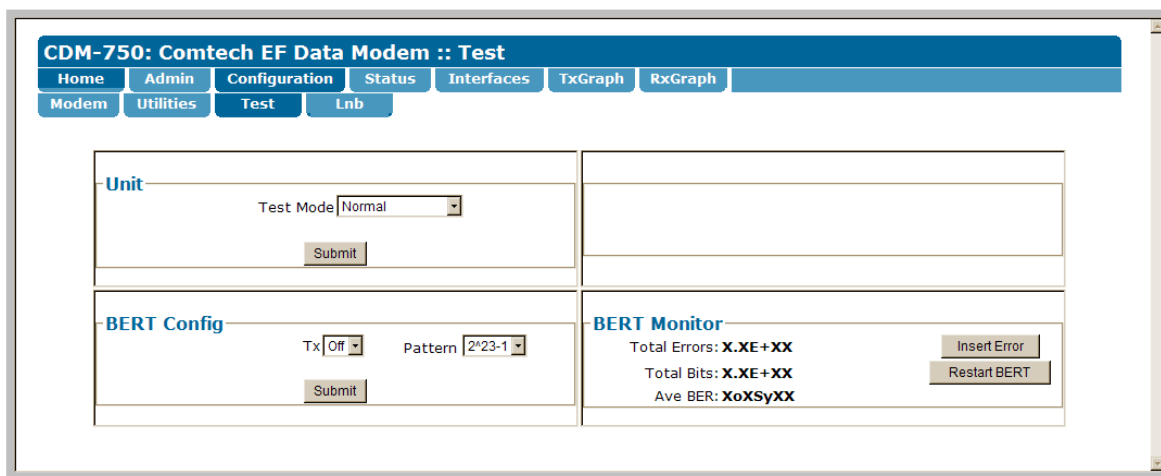 CDM-750: Comtech EF Data Modem :: Test
Home Admin Configuration Status Interfaces TxGraph RxGraph
Modem Utilities Test Lnb
Unit
Test Mode Normal
Submit
BERT Config
Tx Off Pattern 2^23-1
Submit
BERT Monitor
Total Errors: X.XE+XX Insert Error
Total Bits: X.XE+XX Restart BERT
Ave BER: XoXSyXX